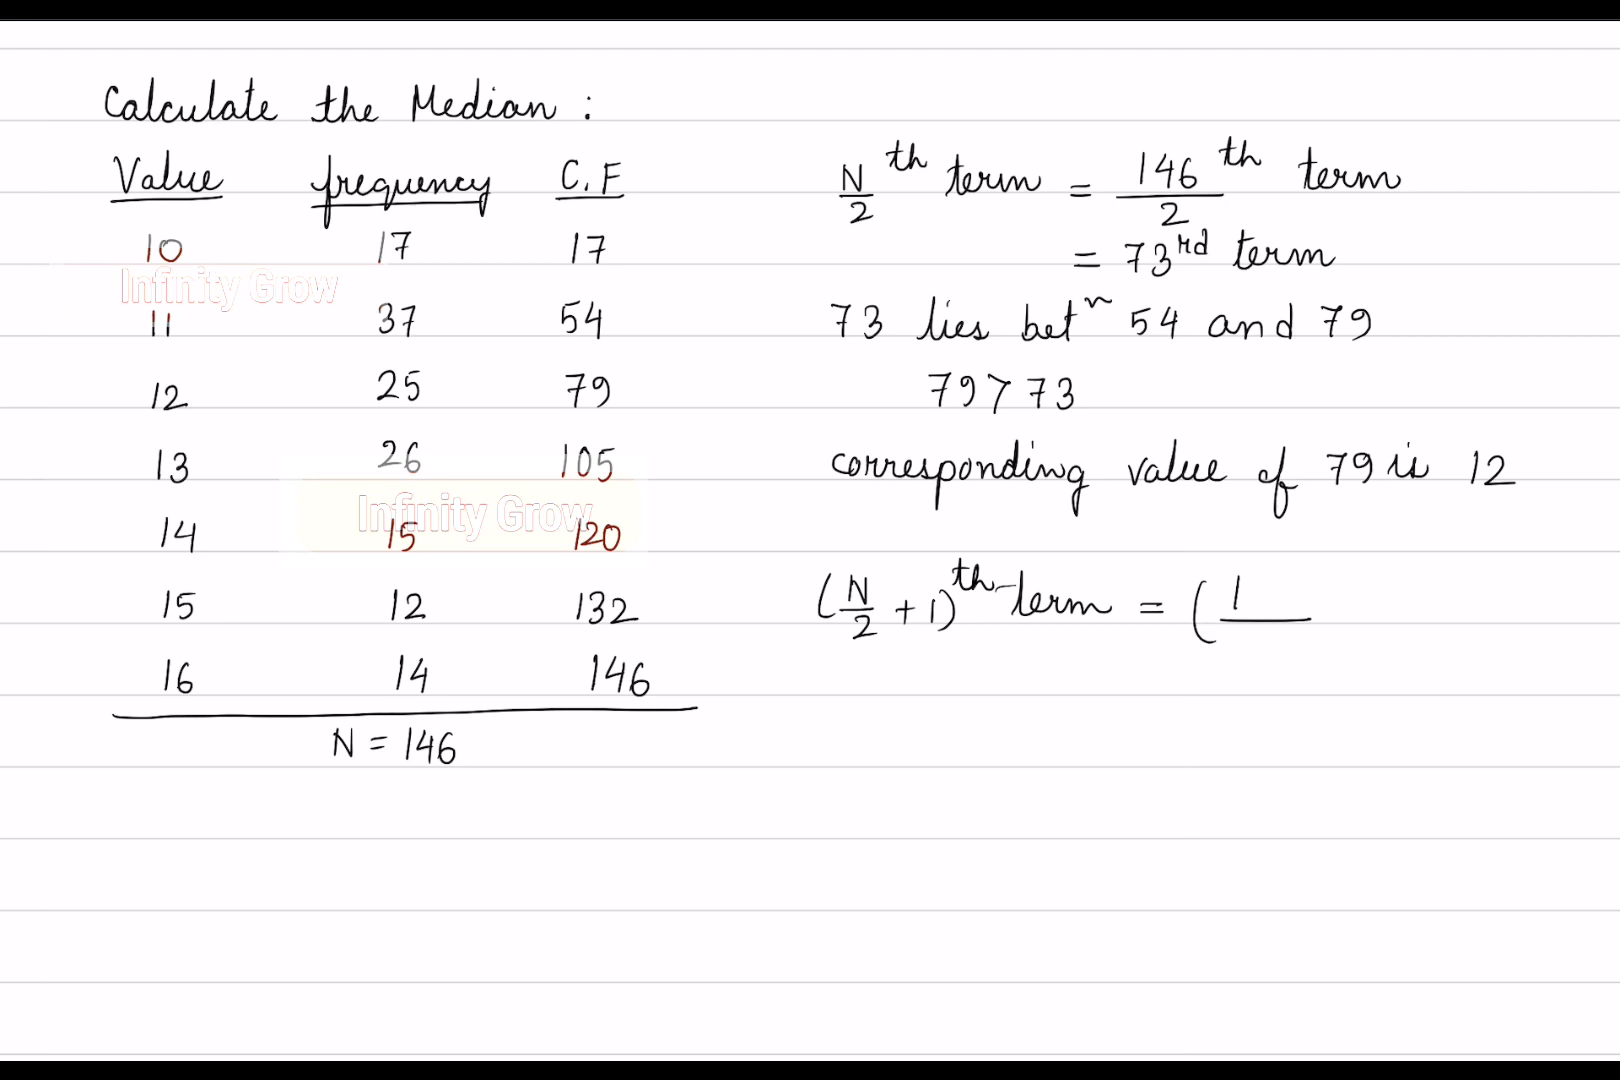 Calculate the Median :
Value frequency C.F
10 17 17
Infinity Grow
11 37 54
12 25 79
13 26 105
Infinity Grow
14 15 120
15 12 132
16 14 146
N = 146
N/2 th term = 146/2 th term
= 73rd term
73 lies betn 54 and 79
79 > 73
corresponding value of 79 is 12
(N/2 + 1)th term = (1